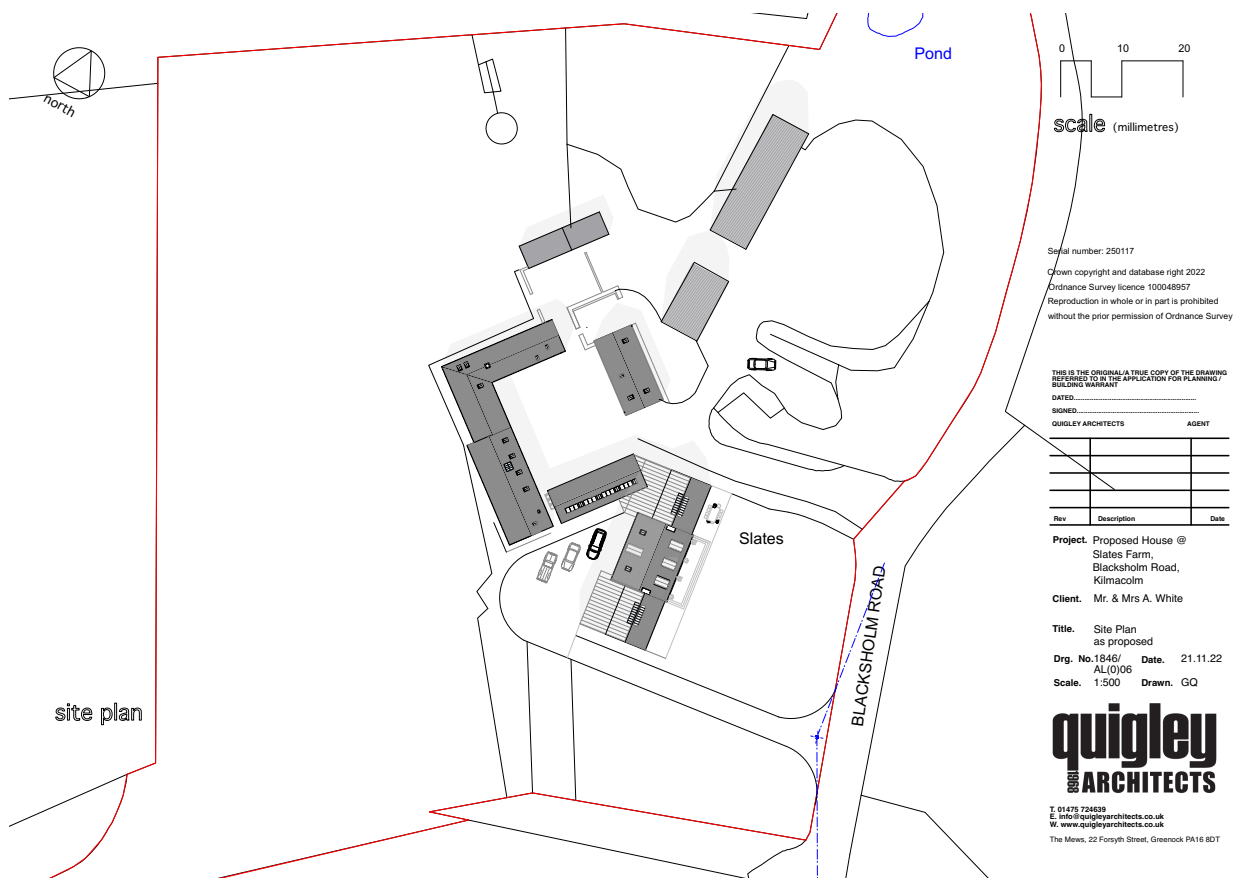 Pond
north
0 10 20
scale (millimetres)
Serial number: 250117
Crown copyright and database right 2022
Ordnance Survey licence 100048957
Reproduction in whole or in part is prohibited
without the prior permission of Ordnance Survey
THIS IS THE ORIGINAL/A TRUE COPY OF THE DRAWING
REFERRED TO IN THE APPLICATION FOR PLANNING /
BUILDING WARRANT
DATED
SIGNED
QUIGLEY ARCHITECTS AGENT
Rev Description Date
Slates
BLACKSHOLM ROAD
site plan
Project. Proposed House @
Slates Farm,
Blacksholm Road,
Kilmacolm
Client. Mr. & Mrs A. White
Title. Site Plan
as proposed
Drg. No. 1846/ Date. 21.11.22
AL(0)06
Scale. 1:500 Drawn. GQ
quigley
1968 ARCHITECTS
T. 01475 724639
E. info@quigleyarchitects.co.uk
W. www.quigleyarchitects.co.uk
The Mews, 22 Forsyth Street, Greenock PA16 8DT